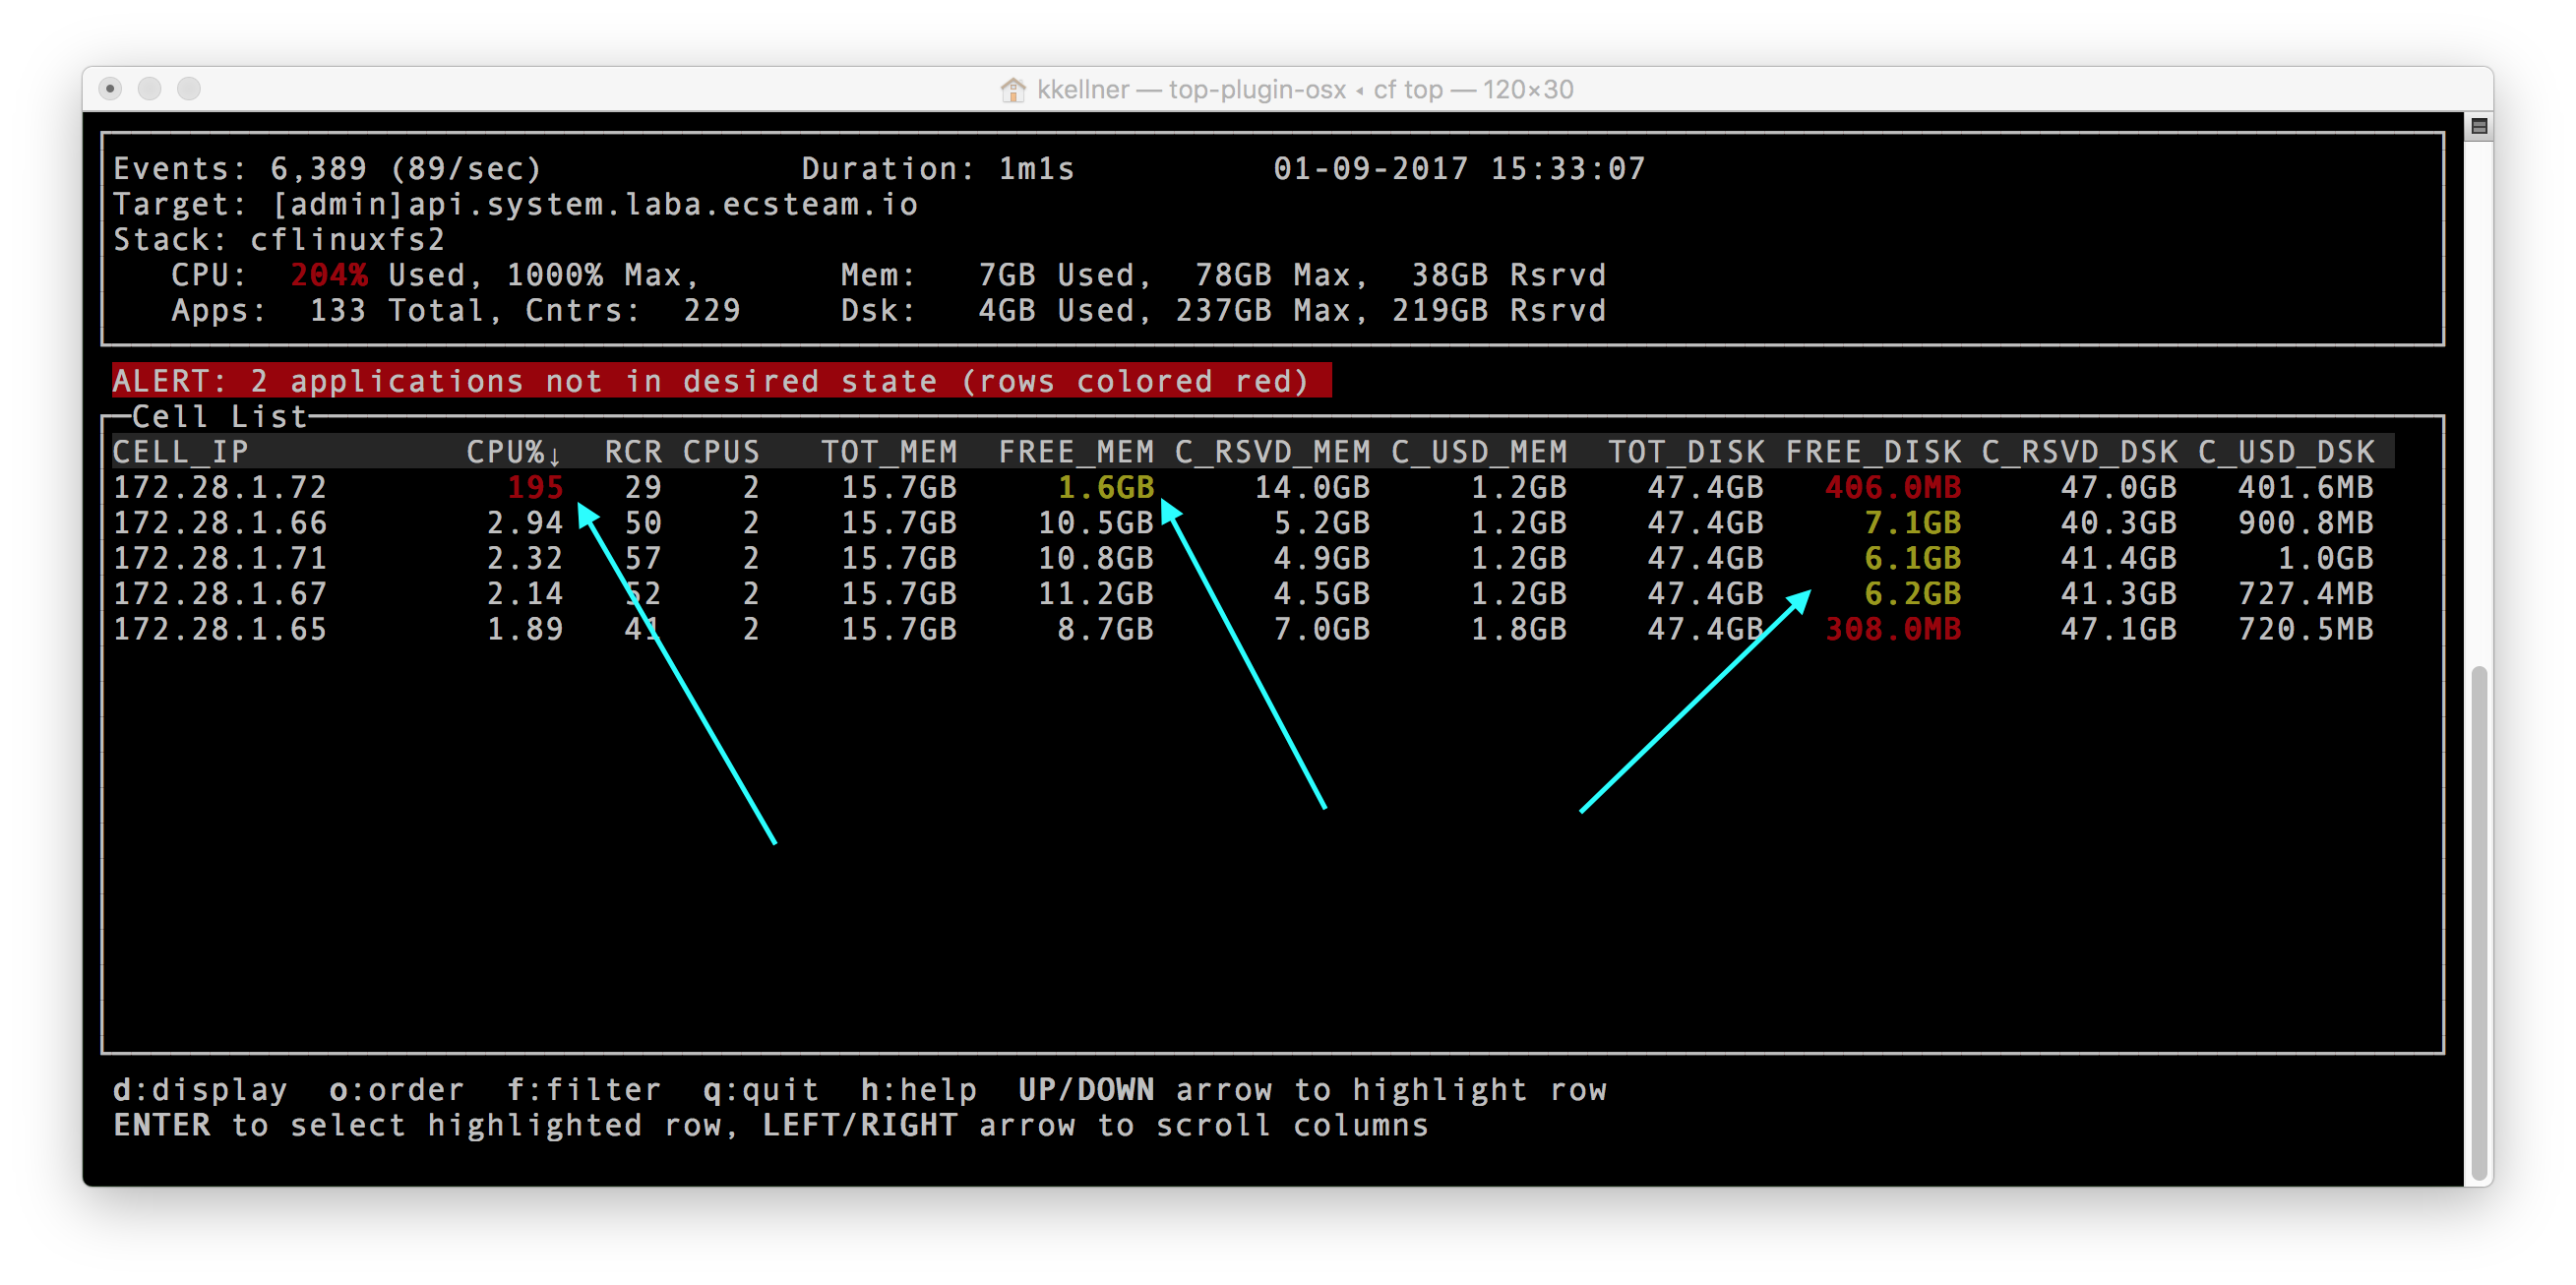 kkellner — top-plugin-osx ◂ cf top — 120×30
Events: 6,389 (89/sec) Duration: 1m1s 01-09-2017 15:33:07
Target: [admin]api.system.laba.ecsteam.io
Stack: cflinuxfs2
CPU: 204% Used, 1000% Max, Mem: 7GB Used, 78GB Max, 38GB Rsrvd
Apps: 133 Total, Cntrs: 229 Dsk: 4GB Used, 237GB Max, 219GB Rsrvd
ALERT: 2 applications not in desired state (rows colored red)
Cell List
CELL_IP CPU%↓ RCR CPUS TOT_MEM FREE_MEM C_RSVD_MEM C_USD_MEM TOT_DISK FREE_DISK C_RSVD_DSK C_USD_DSK
172.28.1.72 195 29 2 15.7GB 1.6GB 14.0GB 1.2GB 47.4GB 406.0MB 47.0GB 401.6MB
172.28.1.66 2.94 50 2 15.7GB 10.5GB 5.2GB 1.2GB 47.4GB 7.1GB 40.3GB 900.8MB
172.28.1.71 2.32 57 2 15.7GB 10.8GB 4.9GB 1.2GB 47.4GB 6.1GB 41.4GB 1.0GB
172.28.1.67 2.14 52 2 15.7GB 11.2GB 4.5GB 1.2GB 47.4GB 6.2GB 41.3GB 727.4MB
172.28.1.65 1.89 41 2 15.7GB 8.7GB 7.0GB 1.8GB 47.4GB 308.0MB 47.1GB 720.5MB
d:display o:order f:filter q:quit h:help UP/DOWN arrow to highlight row
ENTER to select highlighted row, LEFT/RIGHT arrow to scroll columns